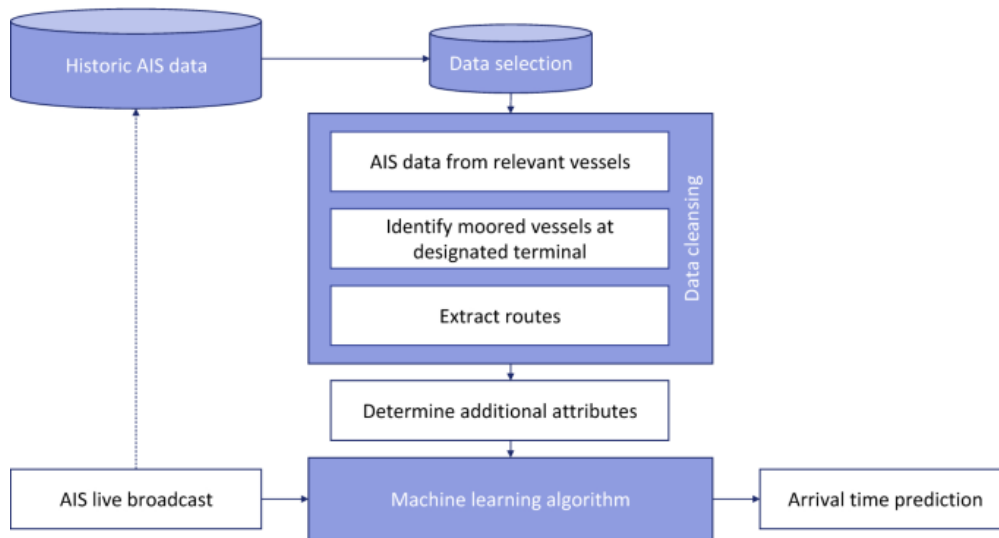 Historic AIS data
Data selection
AIS data from relevant vessels
Identify moored vessels at
designated terminal
Extract routes
Data cleansing
Determine additional attributes
AIS live broadcast
Machine learning algorithm
Arrival time prediction